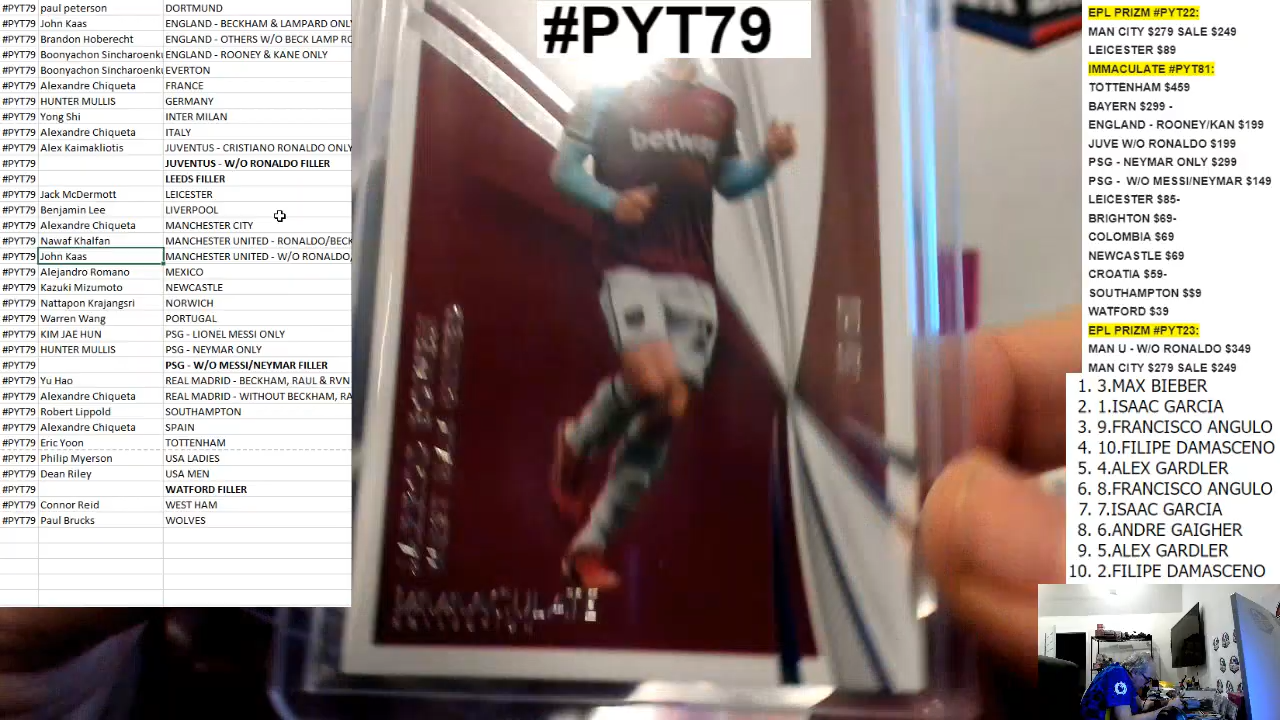 #PYT79 paul peterson DORTMUND
#PYT79 John Kaas ENGLAND - BECKHAM & LAMPARD ONLY
#PYT79 Brandon Hoberecht ENGLAND - OTHERS W/O BECK LAMP RO
#PYT79 Boonyachon Sincharoenku ENGLAND - ROONEY & KANE ONLY
#PYT79 Boonyachon Sincharoenku EVERTON
#PYT79 Alexandre Chiqueta FRANCE
#PYT79 HUNTER MULLIS GERMANY
#PYT79 Yong Shi INTER MILAN
#PYT79 Alexandre Chiqueta ITALY
#PYT79 Alex Kaimakliotis JUVENTUS - CRISTIANO RONALDO ONLY
#PYT79 JUVENTUS - W/O RONALDO FILLER
#PYT79 LEEDS FILLER
#PYT79 Jack McDermott LEICESTER
#PYT79 Benjamin Lee LIVERPOOL
#PYT79 Alexandre Chiqueta MANCHESTER CITY
#PYT79 Nawaf Khalfan MANCHESTER UNITED - RONALDO/BECK
#PYT79 John Kaas MANCHESTER UNITED - W/O RONALDO/
#PYT79 Alejandro Romano MEXICO
#PYT79 Kazuki Mizumoto NEWCASTLE
#PYT79 Nattapon Krajangsri NORWICH
#PYT79 Warren Wang PORTUGAL
#PYT79 KIM JAE HUN PSG - LIONEL MESSI ONLY
#PYT79 HUNTER MULLIS PSG - NEYMAR ONLY
#PYT79 PSG - W/O MESSI/NEYMAR FILLER
#PYT79 Yu Hao REAL MADRID - BECKHAM, RAUL & RVN
#PYT79 Alexandre Chiqueta REAL MADRID - WITHOUT BECKHAM, RA
#PYT79 Robert Lippold SOUTHAMPTON
#PYT79 Alexandre Chiqueta SPAIN
#PYT79 Eric Yoon TOTTENHAM
#PYT79 Philip Myerson USA LADIES
#PYT79 Dean Riley USA MEN
#PYT79 WATFORD FILLER
#PYT79 Connor Reid WEST HAM
#PYT79 Paul Brucks WOLVES
#PYT79
betway
IMMACULATE
EPL PRIZM #PYT22:
MAN CITY $279 SALE $249
LEICESTER $89
IMMACULATE #PYT81:
TOTTENHAM $459
BAYERN $299 -
ENGLAND - ROONEY/KAN $199
JUVE W/O RONALDO $199
PSG - NEYMAR ONLY $299
PSG - W/O MESSI/NEYMAR $149
LEICESTER $85-
BRIGHTON $69-
COLOMBIA $69
NEWCASTLE $69
CROATIA $59-
SOUTHAMPTON $$9
WATFORD $39
EPL PRIZM #PYT23:
MAN U - W/O RONALDO $349
MAN CITY $279 SALE $249
1. 3.MAX BIEBER
2. 1.ISAAC GARCIA
3. 9.FRANCISCO ANGULO
4. 10.FILIPE DAMASCENO
5. 4.ALEX GARDLER
6. 8.FRANCISCO ANGULO
7. 7.ISAAC GARCIA
8. 6.ANDRE GAIGHER
9. 5.ALEX GARDLER
10. 2.FILIPE DAMASCENO